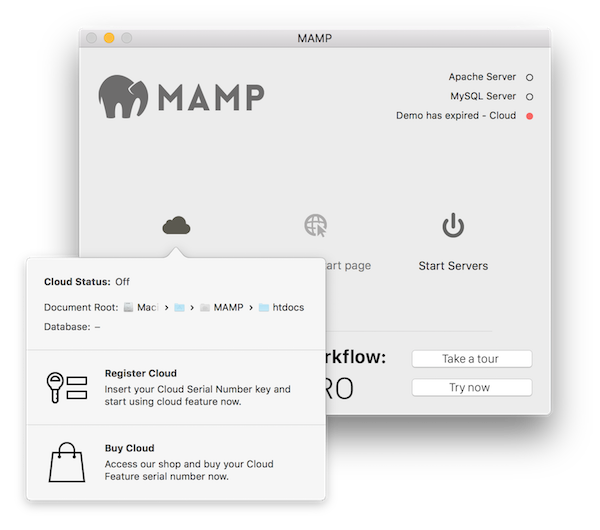 MAMP
MAMP
Apache Server
MySQL Server
Demo has expired - Cloud
art page
Start Servers
Cloud Status: Off
Document Root: Maci › › MAMP › htdocs
Database: –
rkflow:
RO
Take a tour
Try now
Register Cloud
Insert your Cloud Serial Number key and
start using cloud feature now.
Buy Cloud
Access our shop and buy your Cloud
Feature serial number now.